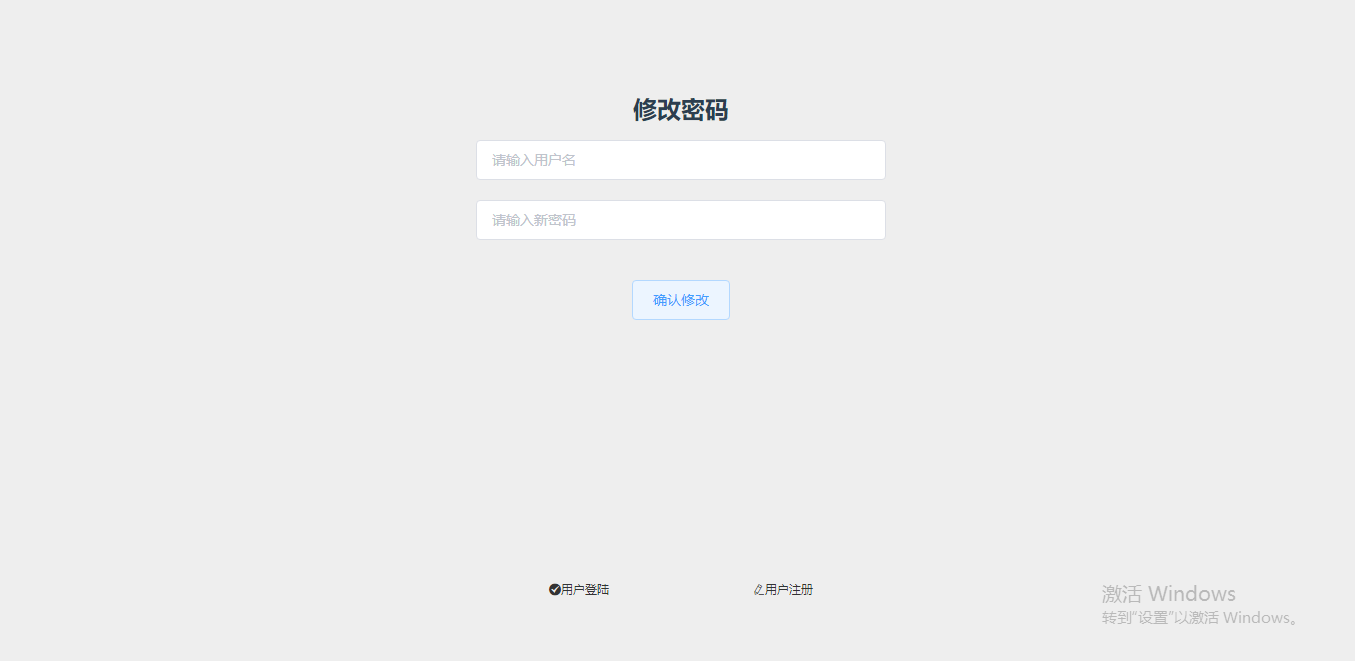 修改密码
请输入用户名
请输入新密码
确认修改
用户登陆
用户注册
激活 Windows
转到"设置"以激活 Windows。